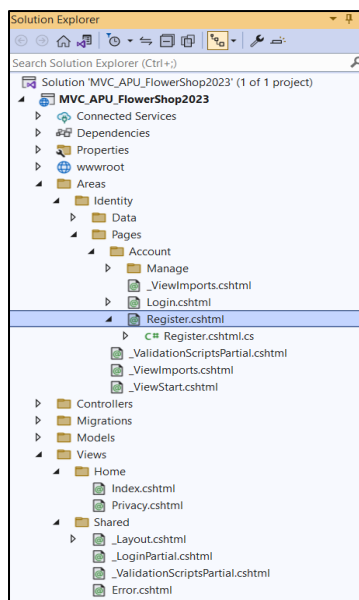 Solution Explorer
Search Solution Explorer (Ctrl+;)
Solution 'MVC_APU_FlowerShop2023' (1 of 1 project)
MVC_APU_FlowerShop2023
Connected Services
Dependencies
Properties
wwwroot
Areas
Identity
Data
Pages
Account
Manage
_ViewImports.cshtml
Login.cshtml
Register.cshtml
C# Register.cshtml.cs
_ValidationScriptsPartial.cshtml
_ViewImports.cshtml
_ViewStart.cshtml
Controllers
Migrations
Models
Views
Home
Index.cshtml
Privacy.cshtml
Shared
_Layout.cshtml
_LoginPartial.cshtml
_ValidationScriptsPartial.cshtml
Error.cshtml